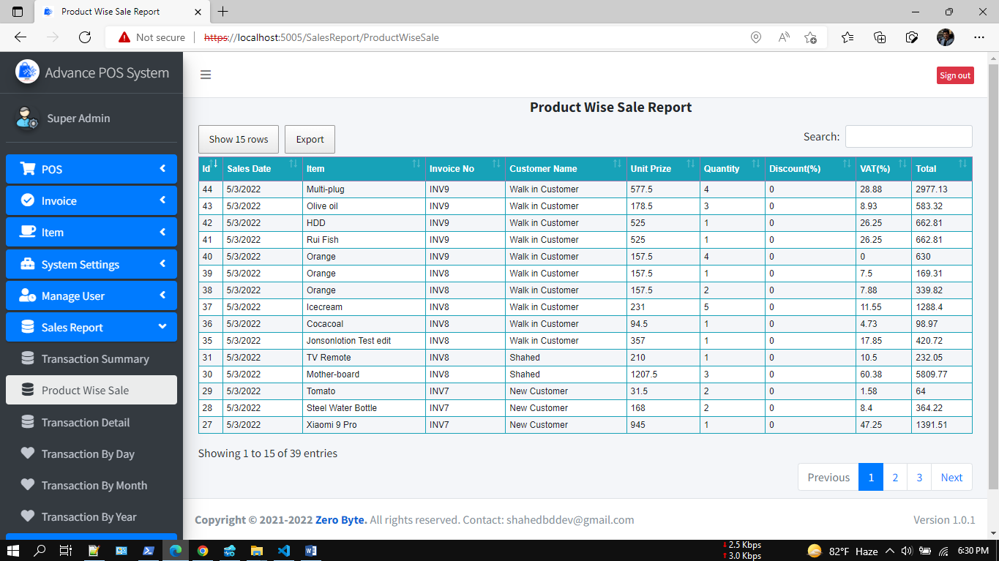 Product Wise Sale Report
Not secure https://localhost:5005/SalesReport/ProductWiseSale
Advance POS System
Sign out
Super Admin
POS
Invoice
Item
System Settings
Manage User
Sales Report
Transaction Summary
Product Wise Sale
Transaction Detail
Transaction By Day
Transaction By Month
Transaction By Year
Product Wise Sale Report
Show 15 rows Export Search:
Id Sales Date Item Invoice No Customer Name Unit Prize Quantity Discount(%) VAT(%) Total
44 5/3/2022 Multi-plug INV9 Walk in Customer 577.5 4 0 28.88 2977.13
43 5/3/2022 Olive oil INV9 Walk in Customer 178.5 3 0 8.93 583.32
42 5/3/2022 HDD INV9 Walk in Customer 525 1 0 26.25 662.81
41 5/3/2022 Rui Fish INV9 Walk in Customer 525 1 0 26.25 662.81
40 5/3/2022 Orange INV9 Walk in Customer 157.5 4 0 0 630
39 5/3/2022 Orange INV8 Walk in Customer 157.5 1 0 7.5 169.31
38 5/3/2022 Orange INV8 Walk in Customer 157.5 2 0 7.88 339.82
37 5/3/2022 Icecream INV8 Walk in Customer 231 5 0 11.55 1288.4
36 5/3/2022 Cocacoal INV8 Walk in Customer 94.5 1 0 4.73 98.97
35 5/3/2022 Jonsonlotion Test edit INV8 Walk in Customer 357 1 0 17.85 420.72
31 5/3/2022 TV Remote INV8 Shahed 210 1 0 10.5 232.05
30 5/3/2022 Mother-board INV8 Shahed 1207.5 3 0 60.38 5809.77
29 5/3/2022 Tomato INV7 New Customer 31.5 2 0 1.58 64
28 5/3/2022 Steel Water Bottle INV7 New Customer 168 2 0 8.4 364.22
27 5/3/2022 Xiaomi 9 Pro INV7 New Customer 945 1 0 47.25 1391.51
Showing 1 to 15 of 39 entries
Previous 1 2 3 Next
Copyright © 2021-2022 Zero Byte. All rights reserved. Contact: shahedbddev@gmail.com Version 1.0.1
2.5 Kbps
3.0 Kbps
82°F Haze 6:30 PM